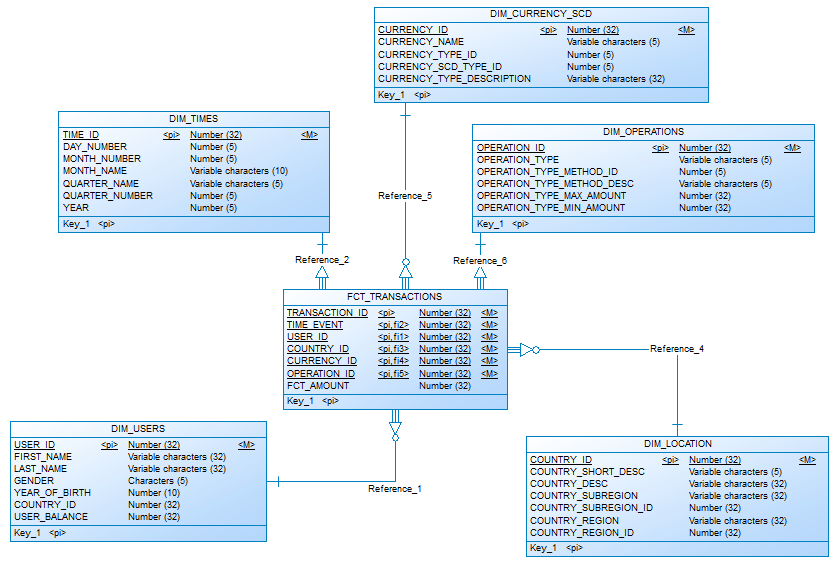 DIM_CURRENCY_SCD
CURRENCY_ID <pi> Number (32) <M>
CURRENCY_NAME Variable characters (5)
CURRENCY_TYPE_ID Number (5)
CURRENCY_SCD_TYPE_ID Number (5)
CURRENCY_TYPE_DESCRIPTION Variable characters (32)
Key_1 <pi>
DIM_TIMES
TIME_ID <pi> Number (32) <M>
DAY_NUMBER Number (5)
MONTH_NUMBER Number (5)
MONTH_NAME Variable characters (10)
QUARTER_NAME Variable characters (5)
QUARTER_NUMBER Number (5)
YEAR Number (5)
Key_1 <pi>
DIM_OPERATIONS
OPERATION_ID <pi> Number (32) <M>
OPERATION_TYPE Variable characters (5)
OPERATION_TYPE_METHOD_ID Number (5)
OPERATION_TYPE_METHOD_DESC Variable characters (5)
OPERATION_TYPE_MAX_AMOUNT Number (32)
OPERATION_TYPE_MIN_AMOUNT Number (32)
Key_1 <pi>
Reference_5
Reference_2
Reference_6
FCT_TRANSACTIONS
TRANSACTION_ID <pi> Number (32) <M>
TIME_EVENT <pi,fi2> Number (32) <M>
USER_ID <pi,fi1> Number (32) <M>
COUNTRY_ID <pi,fi3> Number (32) <M>
CURRENCY_ID <pi,fi4> Number (32) <M>
OPERATION_ID <pi,fi5> Number (32) <M>
FCT_AMOUNT Number (32)
Key_1 <pi>
Reference_4
DIM_USERS
USER_ID <pi> Number (32) <M>
FIRST_NAME Variable characters (32)
LAST_NAME Variable characters (32)
GENDER Characters (5)
YEAR_OF_BIRTH Number (10)
COUNTRY_ID Number (32)
USER_BALANCE Number (32)
Key_1 <pi>
Reference_1
DIM_LOCATION
COUNTRY_ID <pi> Number (32) <M>
COUNTRY_SHORT_DESC Variable characters (5)
COUNTRY_DESC Variable characters (32)
COUNTRY_SUBREGION Variable characters (32)
COUNTRY_SUBREGION_ID Number (32)
COUNTRY_REGION Variable characters (32)
COUNTRY_REGION_ID Number (32)
Key_1 <pi>